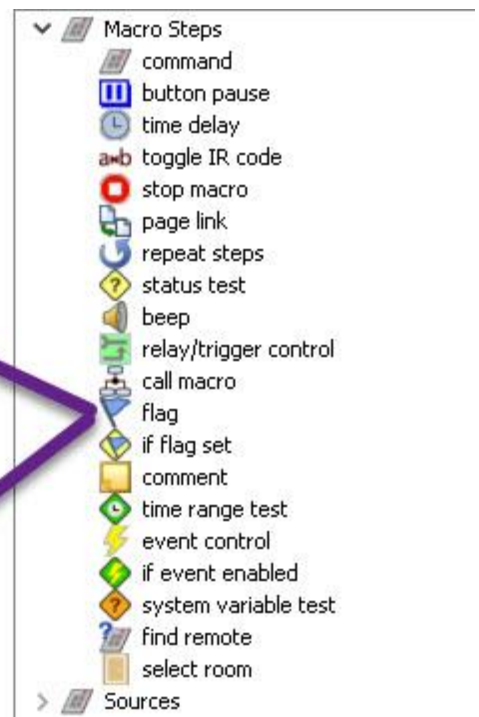 Macro Steps
command
button pause
time delay
a↔b toggle IR code
stop macro
page link
repeat steps
? status test
beep
relay/trigger control
call macro
flag
if flag set
comment
time range test
event control
if event enabled
? system variable test
? find remote
select room
Sources